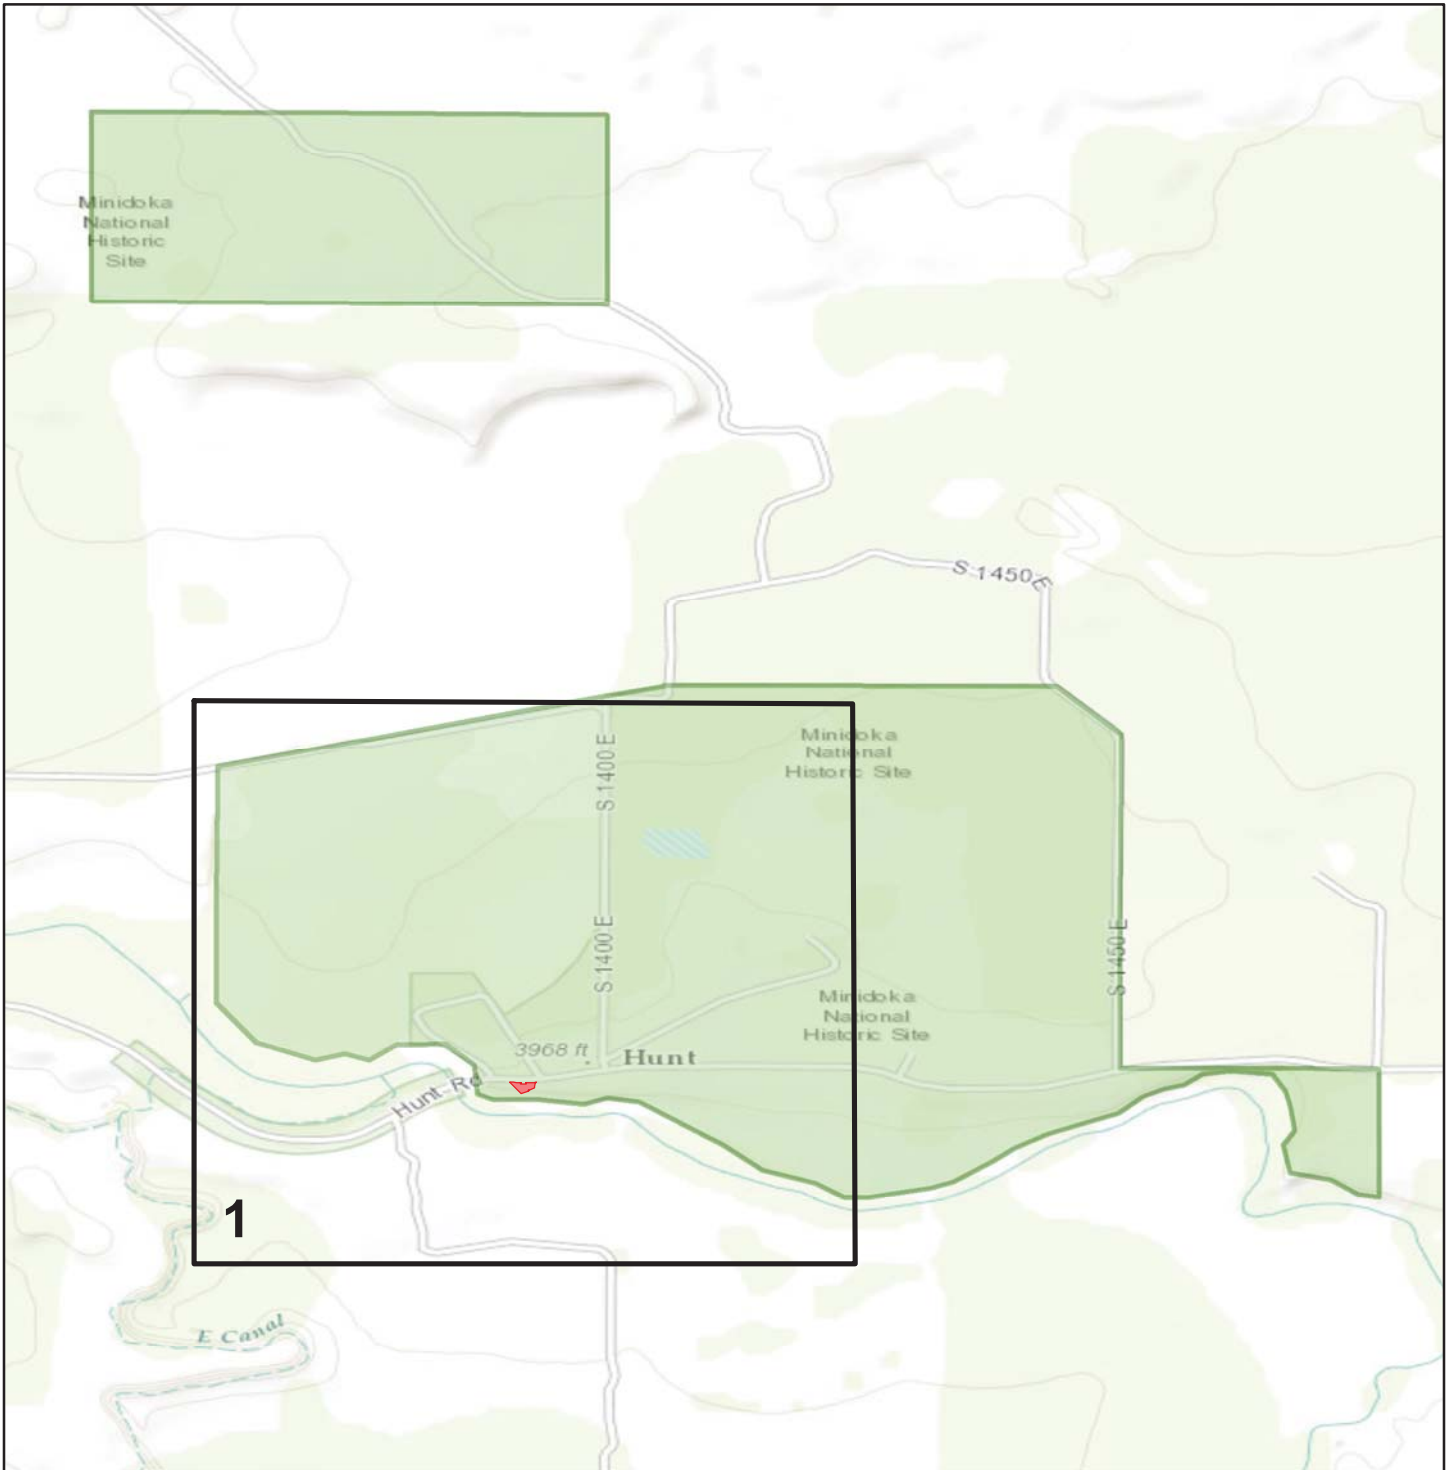 Minidoka
National
Historic
Site
S 1450 E
Minidoka
National
Historic Site
S 1400 E
S 1400 E
S 1450 E
Minidoka
National
Historic Site
3968 ft
Hunt
Hunt Rd
1
E Canal